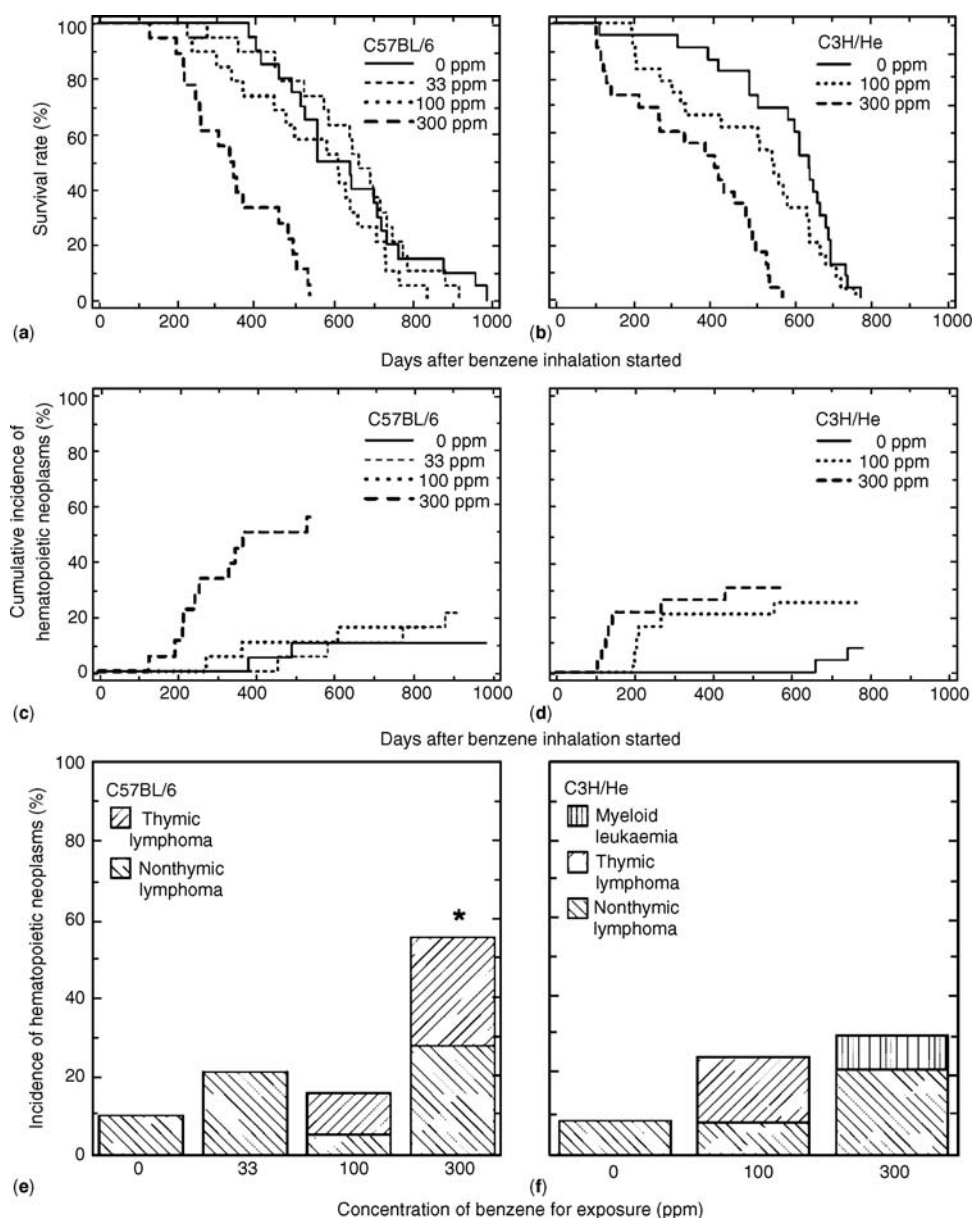 100
80
60
40
20
0
Survival rate (%)
C57BL/6
0 ppm
33 ppm
100 ppm
300 ppm
0 200 400 600 800 1000
(a)
C3H/He
0 ppm
100 ppm
300 ppm
0 200 400 600 800 1000
(b)
Days after benzene inhalation started
100
80
60
40
20
0
Cumulative incidence of
hematopoietic neoplasms (%)
C57BL/6
0 ppm
33 ppm
100 ppm
300 ppm
0 200 400 600 800 1000
(c)
C3H/He
0 ppm
100 ppm
300 ppm
0 200 400 600 800 1000
(d)
Days after benzene inhalation started
100
80
60
40
20
0
Incidence of hematopoietic neoplasms (%)
C57BL/6
Thymic
lymphoma
Nonthymic
lymphoma
*
0 33 100 300
(e)
C3H/He
Myeloid
leukaemia
Thymic
lymphoma
Nonthymic
lymphoma
0 100 300
(f)
Concentration of benzene for exposure (ppm)